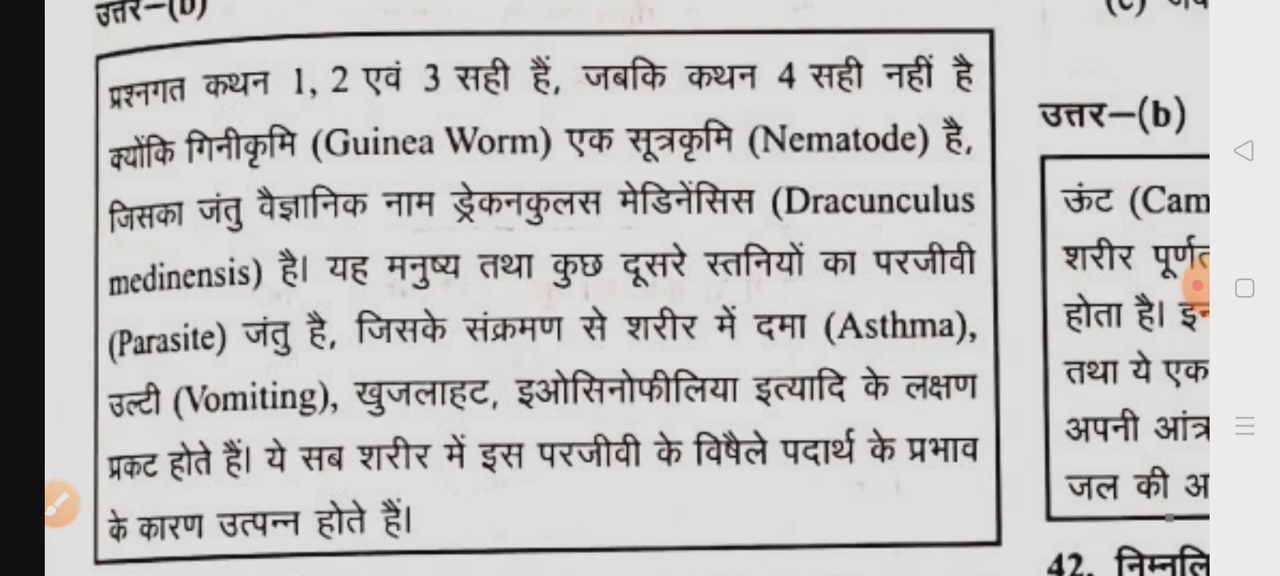 उत्तर–(b)
प्रश्नगत कथन 1, 2 एवं 3 सही हैं, जबकि कथन 4 सही नहीं है
क्योंकि गिनीकृमि (Guinea Worm) एक सूत्रकृमि (Nematode) है,
जिसका जंतु वैज्ञानिक नाम ड्रेकनकुलस मेडिनेंसिस (Dracunculus
medinensis) है। यह मनुष्य तथा कुछ दूसरे स्तनियों का परजीवी
(Parasite) जंतु है, जिसके संक्रमण से शरीर में दमा (Asthma),
उल्टी (Vomiting), खुजलाहट, इओसिनोफीलिया इत्यादि के लक्षण
प्रकट होते हैं। ये सब शरीर में इस परजीवी के विषैले पदार्थ के प्रभाव
के कारण उत्पन्न होते हैं।
(c)
उत्तर–(b)
ऊंट (Cam
शरीर
होता है।
तथा ये एक
अपनी
जल की
42.